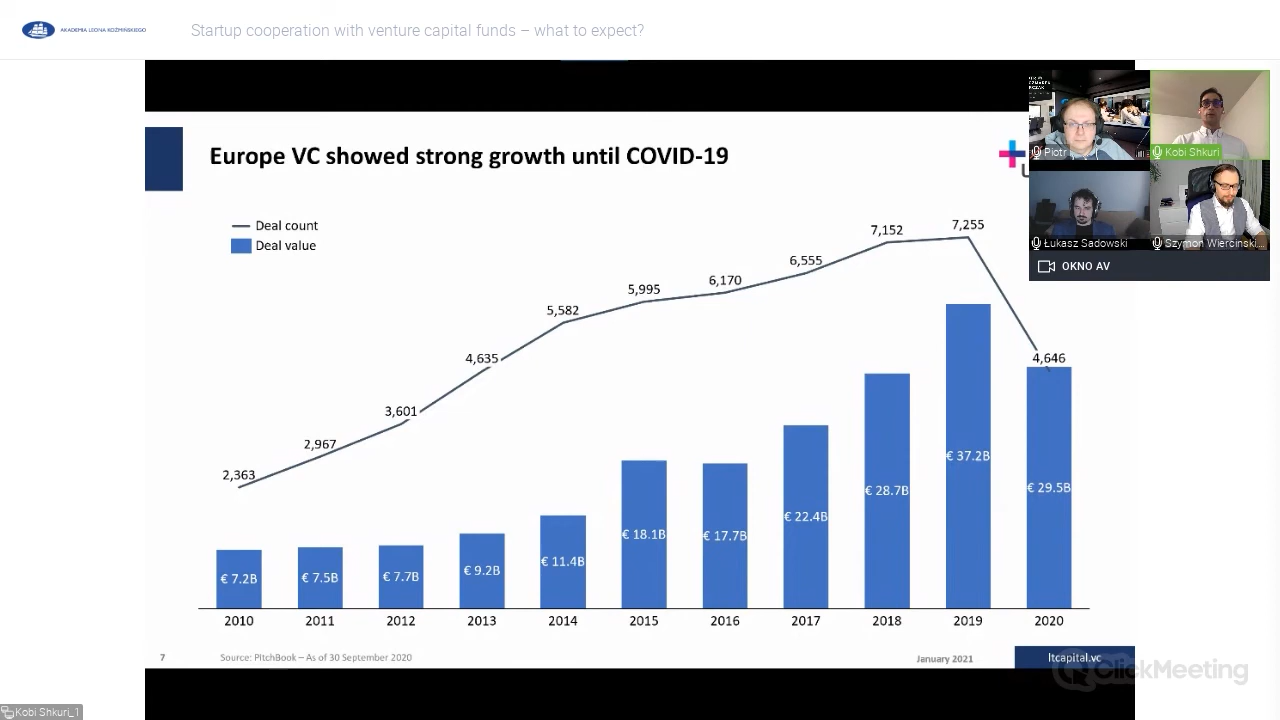 AKADEMIA LEONA KOŹMIŃSKIEGO
Startup cooperation with venture capital funds – what to expect?
Europe VC showed strong growth until COVID-19
Piotr
Kobi Shkuri
Łukasz Sadowski
Szymon Wierciński...
OKNO AV
Deal count
Deal value
2,363
2,967
3,601
4,635
5,582
5,995
6,170
6,555
7,152
7,255
4,646
€ 7.2B
€ 7.5B
€ 7.7B
€ 9.2B
€ 11.4B
€ 18.1B
€ 17.7B
€ 22.4B
€ 28.7B
€ 37.2B
€ 29.5B
2010 2011 2012 2013 2014 2015 2016 2017 2018 2019 2020
7
Source: PitchBook – As of 30 September 2020
January 2021
ltcapital.vc
ClickMeeting
Kobi Shkuri_1